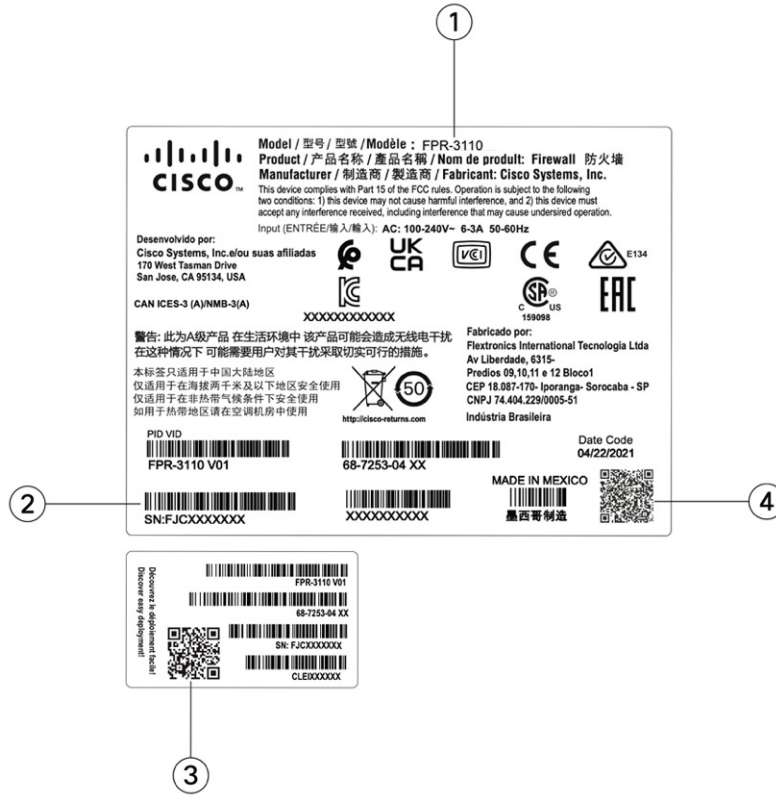 1
CISCO™
Model / 型号 / 型號 / Modèle : FPR-3110
Product / 产品名称 / 產品名稱 / Nom de produit: Firewall 防火墙
Manufacturer / 制造商 / 製造商 / Fabricant: Cisco Systems, Inc.
This device complies with Part 15 of the FCC rules. Operation is subject to the following
two conditions: 1) this device may not cause harmful interference, and 2) this device must
accept any interference received, including interference that may cause undersired operation.
Input (ENTRÉE/输入/輸入): AC: 100-240V~ 6-3A 50-60Hz
Desenvolvido por:
Cisco Systems, Inc.e/ou suas afiliadas
170 West Tasman Drive
San Jose, CA 95134, USA
CAN ICES-3 (A)/NMB-3(A)
UK
CA
VCI
CE
E134
XXXXXXXXXXXX
C SA ® US
159098
EAC
警告: 此为A级产品 在生活环境中 该产品可能会造成无线电干扰
在这种情况下 可能需要用户对其干扰采取切实可行的措施。
本标签只适用于中国大陆地区
仅适用于在海拔两千米及以下地区安全使用
仅适用于在非热带气候条件下安全使用
如用于热带地区请在空调机房中使用
50
http://cisco-returns.com
Fabricado por:
Flextronics International Tecnologia Ltda
Av Liberdade, 6315-
Predios 09,10,11 e 12 Bloco1
CEP 18.087-170- Iporanga- Sorocaba - SP
CNPJ 74.404.229/0005-51
Indústria Brasileira
PID VID
FPR-3110 V01
68-7253-04 XX
Date Code
04/22/2021
2
SN:FJCXXXXXXX
XXXXXXXXXX
MADE IN MEXICO
墨西哥制造
4
Découvrez le déploiement facile!
Discover easy deployment!
FPR-3110 V01
68-7253-04 XX
SN: FJCXXXXXXX
CLEIXXXXXX
3